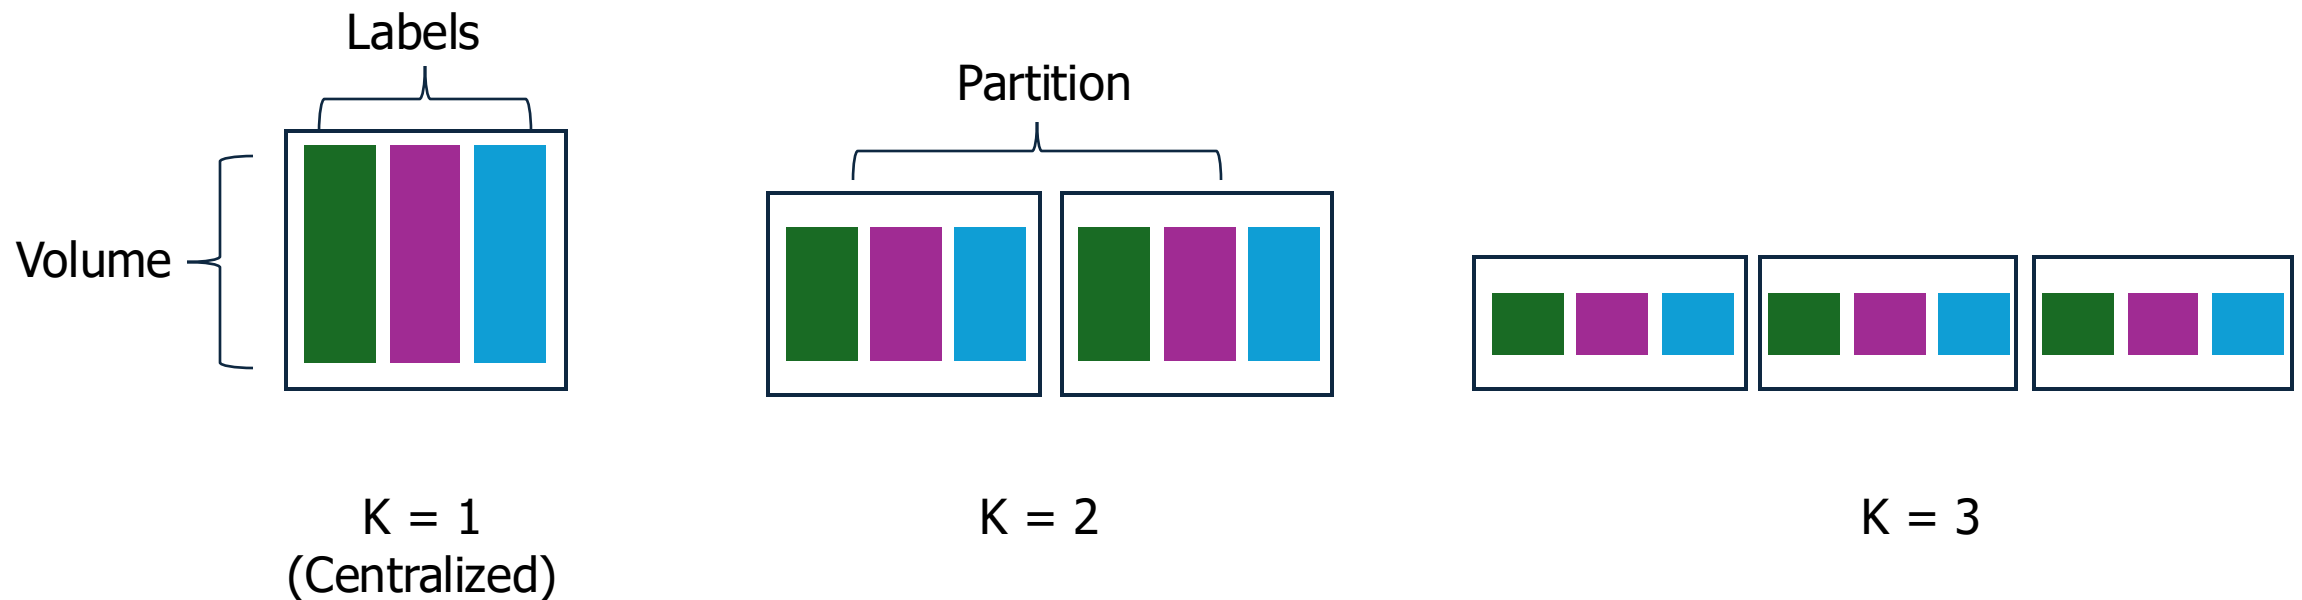 Labels
Partition
Volume
K = 1
(Centralized)
K = 2
K = 3